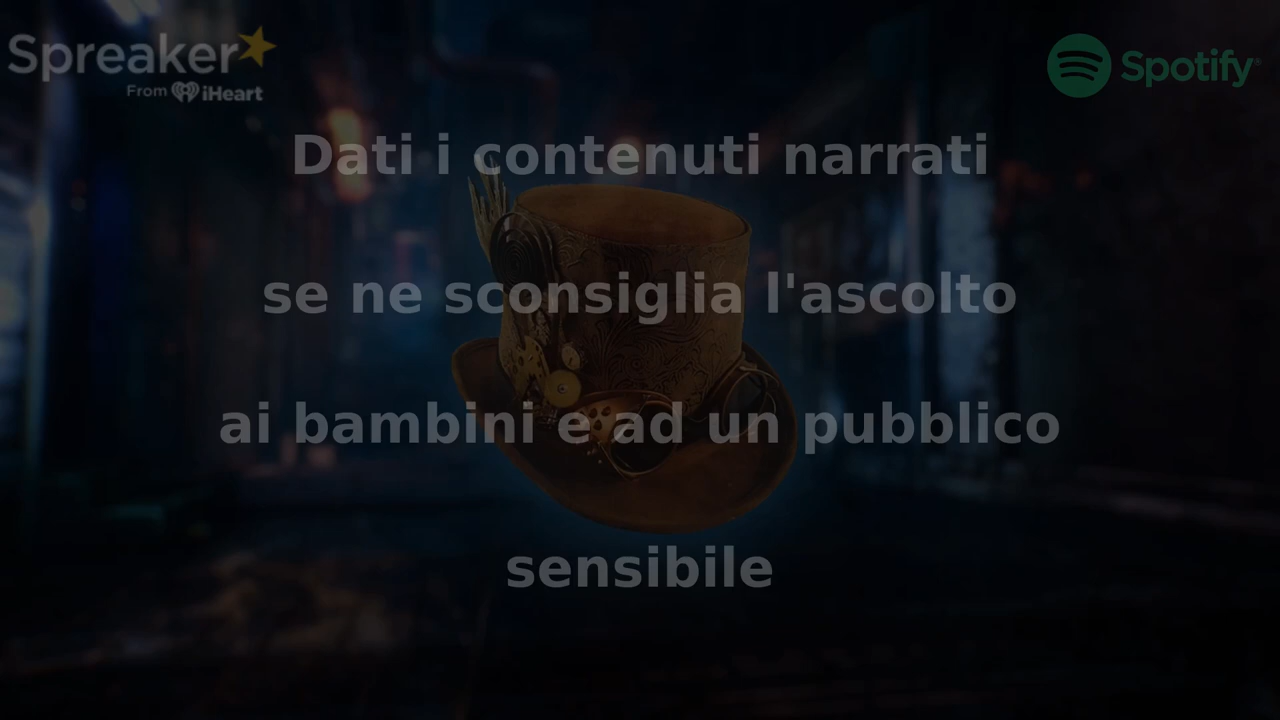 Spreaker
From iHeart
Spotify®
Dati i contenuti narrati
se ne sconsiglia l'ascolto
ai bambini e ad un pubblico
sensibile